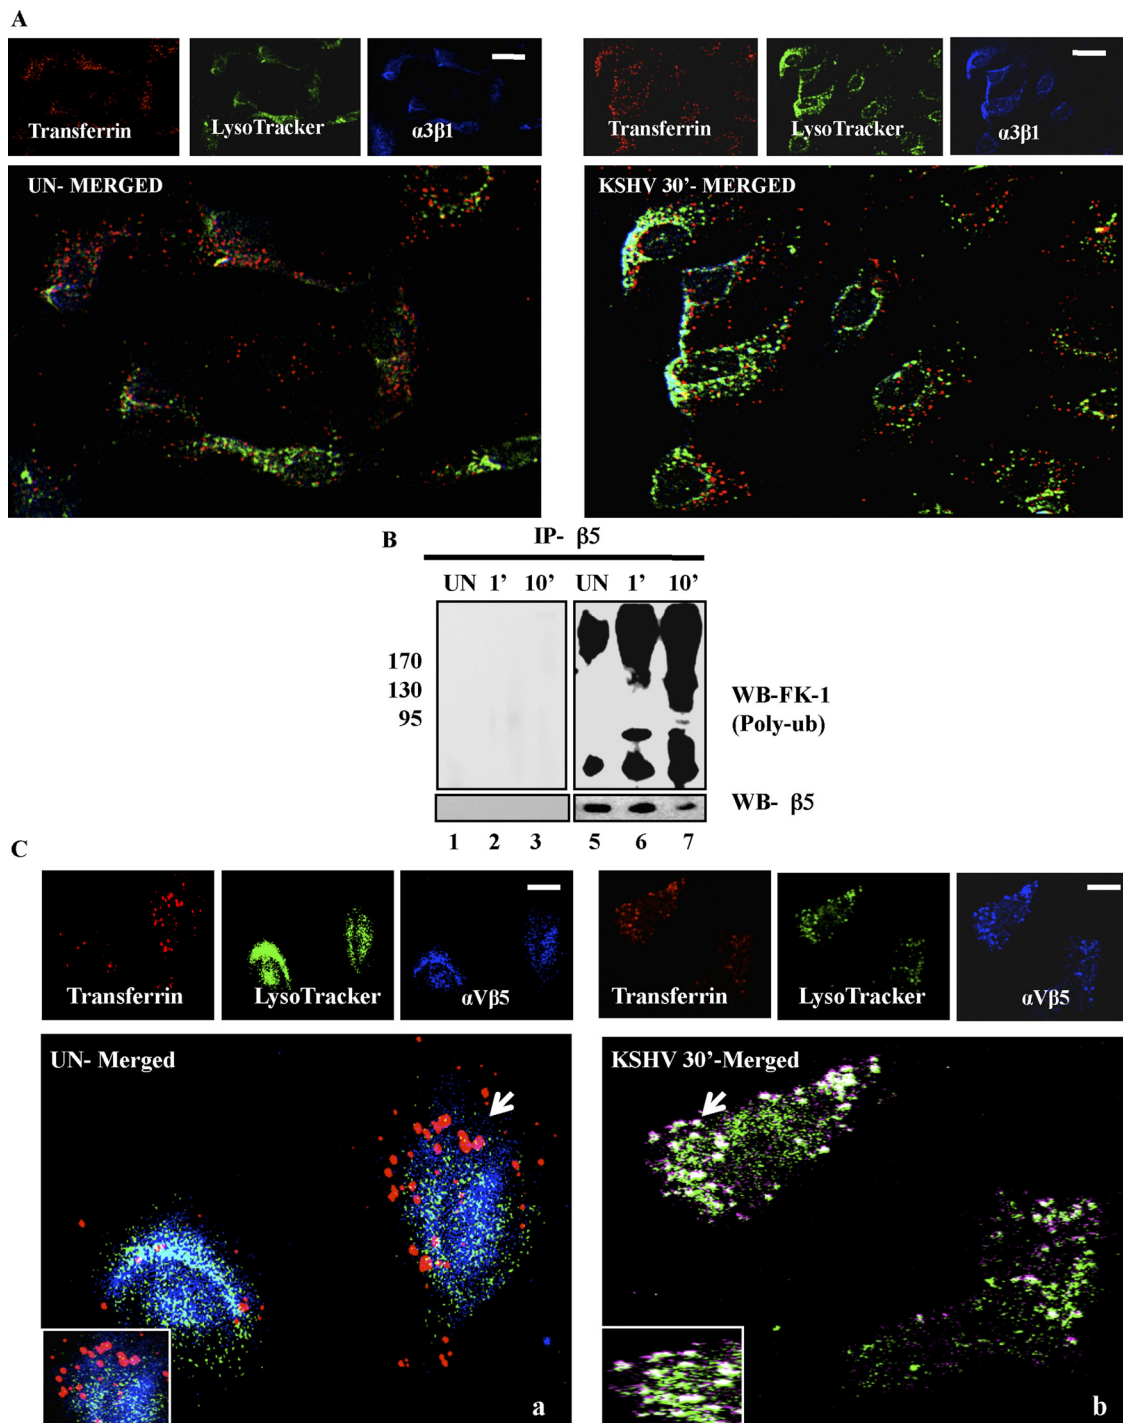 A
Transferrin LysoTracker α3β1 Transferrin LysoTracker α3β1
UN- MERGED KSHV 30’- MERGED
B IP- β5
UN 1’ 10’ UN 1’ 10’
170
130
95
WB-FK-1
(Poly-ub)
WB- β5
1 2 3 5 6 7
C
Transferrin LysoTracker αVβ5 Transferrin LysoTracker αVβ5
UN- Merged KSHV 30’-Merged
a b